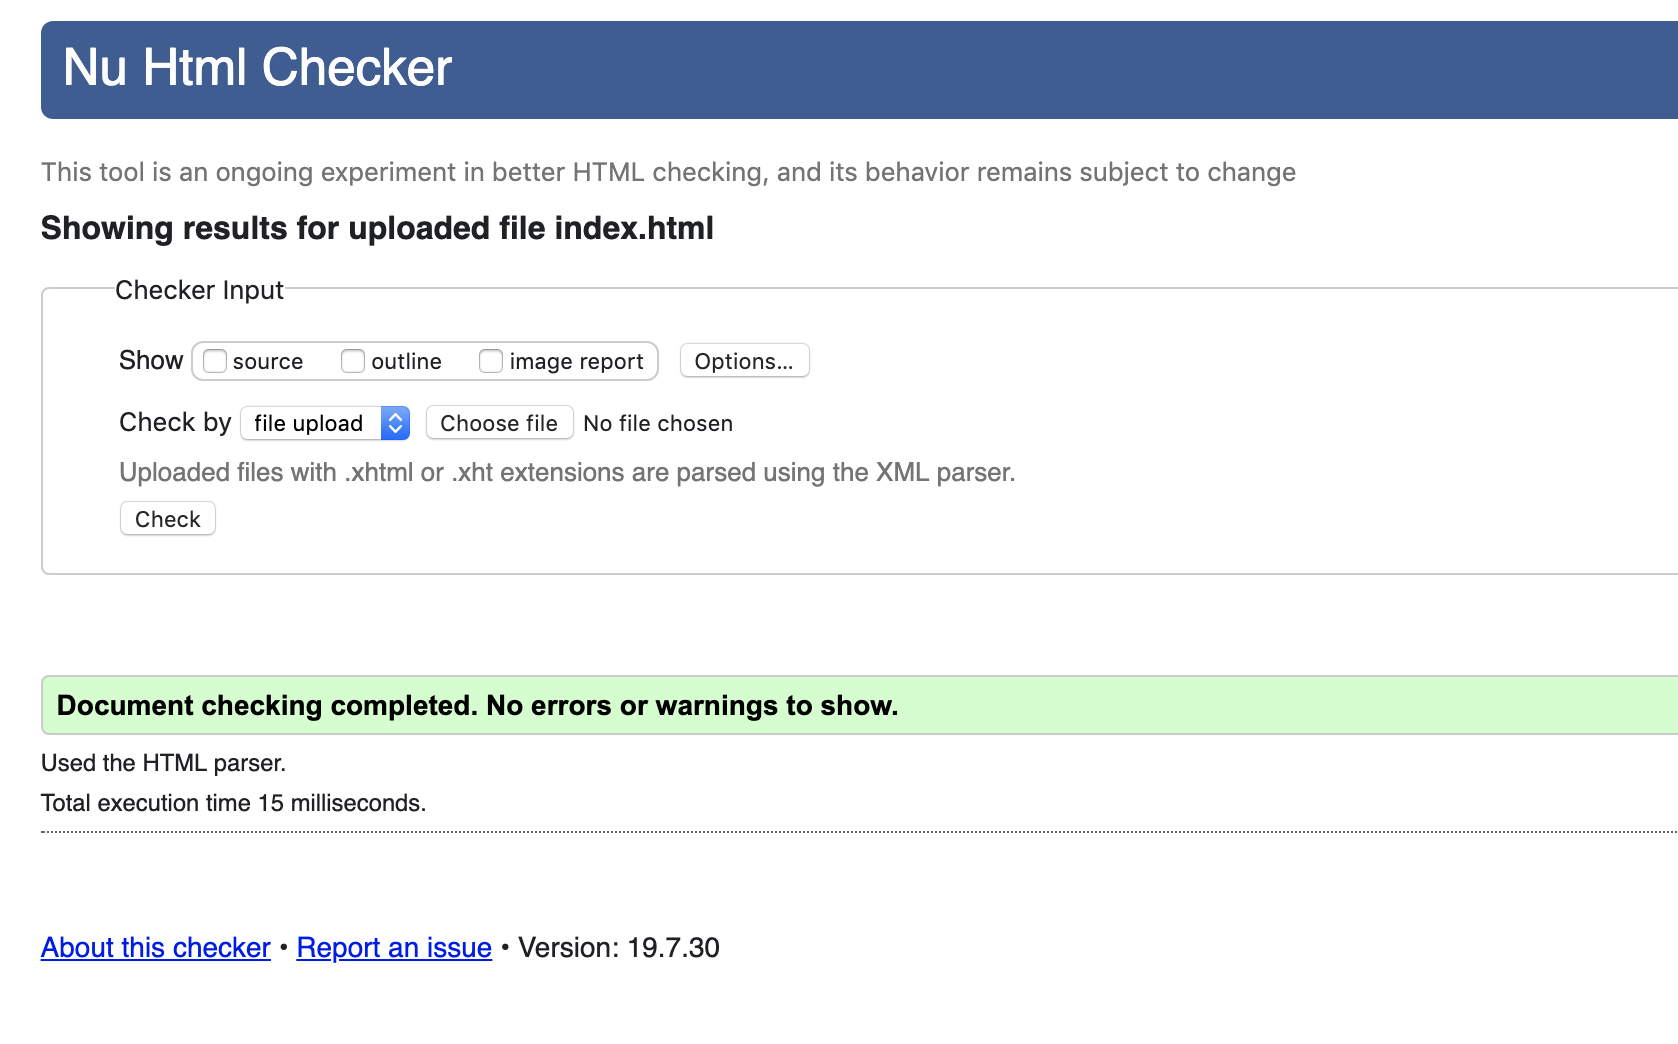 Nu Html Checker
This tool is an ongoing experiment in better HTML checking, and its behavior remains subject to change
Showing results for uploaded file index.html
Checker Input
Show source outline image report Options...
Check by file upload Choose file No file chosen
Uploaded files with .xhtml or .xht extensions are parsed using the XML parser.
Check
Document checking completed. No errors or warnings to show.
Used the HTML parser.
Total execution time 15 milliseconds.
About this checker • Report an issue • Version: 19.7.30